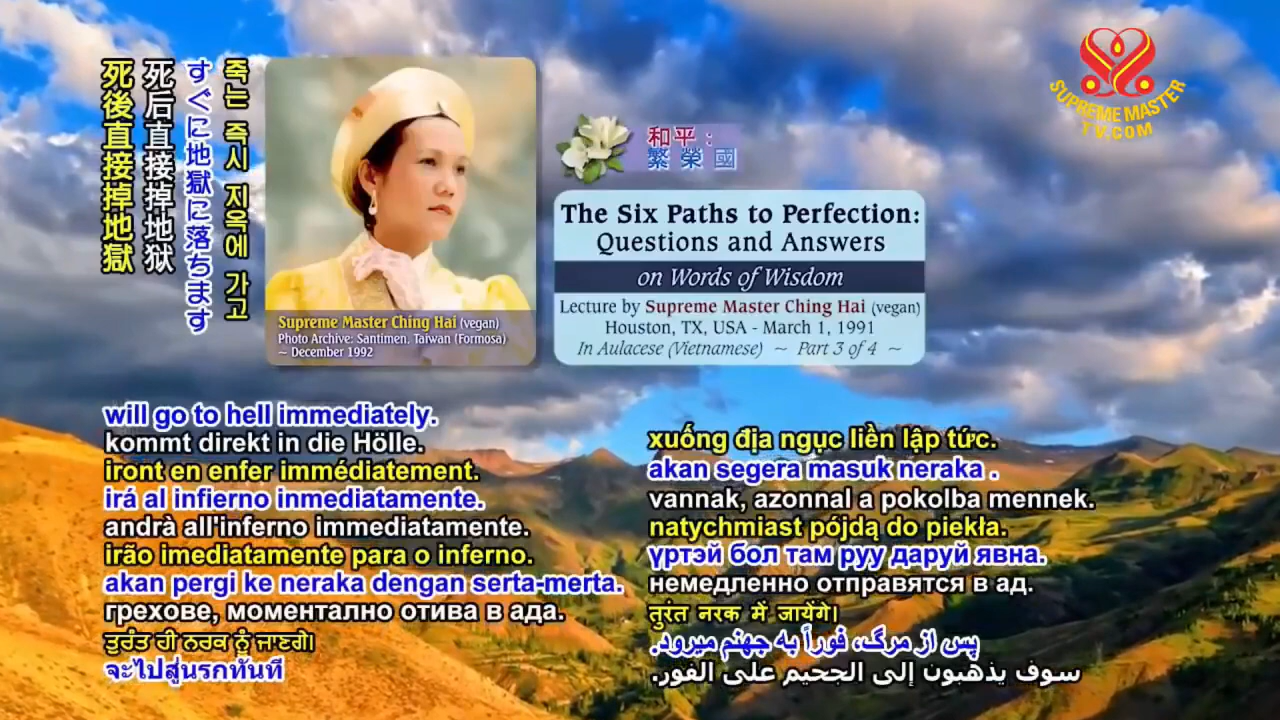 死後直接掉地獄
死后直接掉地狱
すぐに地獄に落ちます
죽는 즉시 지옥에 가고
Supreme Master Ching Hai (vegan)
Photo Archive: Santimen, Taiwan (Formosa)
~ December 1992
和平：
繁榮國
The Six Paths to Perfection:
Questions and Answers
on Words of Wisdom
Lecture by Supreme Master Ching Hai (vegan)
Houston, TX, USA - March 1, 1991
In Aulacese (Vietnamese) ~ Part 3 of 4 ~
SUPREME MASTER
TV.COM
will go to hell immediately.
kommt direkt in die Hölle.
iront en enfer immédiatement.
irá al infierno inmediatamente.
andrà all'inferno immediatamente.
irão imediatamente para o inferno.
akan pergi ke neraka dengan serta-merta.
грехове, моментално отива в ада.
ਤੁਰੰਤ ਹੀ ਨਰਕ ਨੂੰ ਜਾਣਗੇ।
จะไปสู่นรกทันที
xuống địa ngục liền lập tức.
akan segera masuk neraka .
vannak, azonnal a pokolba mennek.
natychmiast pójdą do piekła.
үртэй бол там руу даруй явна.
немедленно отправятся в ад.
तुरंत नरक में जायेंगे।
پس از مرگ، فوراً به جهنم میرود.
سوف يذهبون إلى الجحيم على الفور.